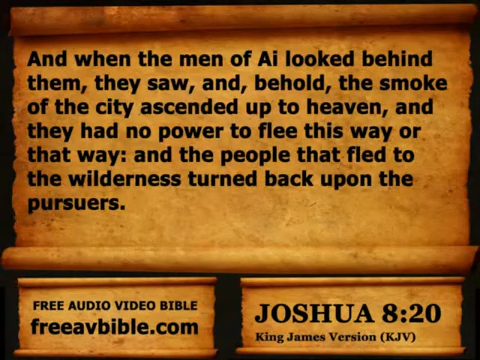 And when the men of Ai looked behind
them, they saw, and, behold, the smoke
of the city ascended up to heaven, and
they had no power to flee this way or
that way: and the people that fled to
the wilderness turned back upon the
pursuers.
FREE AUDIO VIDEO BIBLE
freeavbible.com
JOSHUA 8:20
King James Version (KJV)